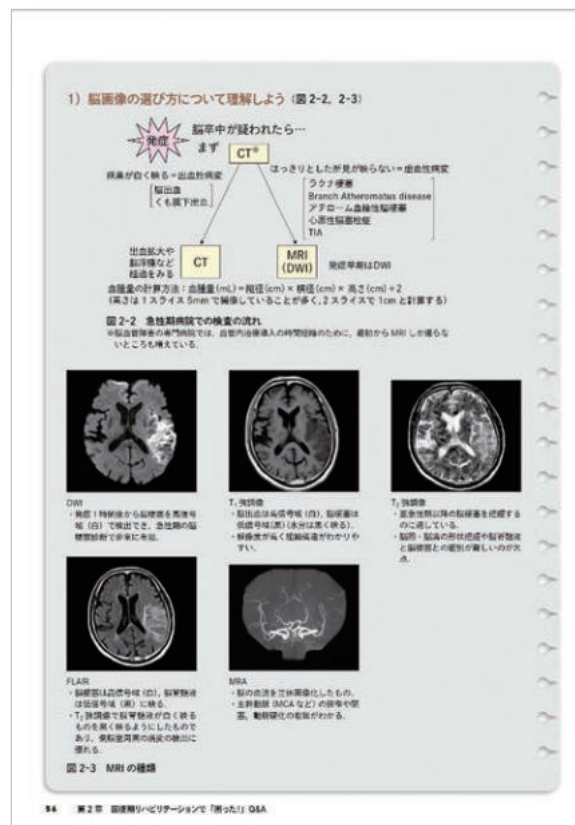 1）脳画像の選び方について理解しよう（図2-2，2-3）
発症
脳卒中が疑われたら…
まず
CT※
病巣が白く映る＝出血性病変
脳出血
くも膜下出血
はっきりとした所見が映らない＝虚血性病変
ラクナ梗塞
Branch Atheromatus disease
アテローム血栓性脳梗塞
心原性脳塞栓症
TIA
出血拡大や
脳浮腫など
経過をみる
CT
MRI
(DWI)
発症早期はDWI
血腫量の計算方法：血腫量(mL)＝縦径(cm)×横径(cm)×高さ(cm)÷2
(高さは1スライス5mmで撮像していることが多く，2スライスで1cmと計算する)
図2-2　急性期病院での検査の流れ
※脳血管障害の専門病院では，血管内治療導入の時間短縮のために，最初からMRIしか撮らな
いところも増えている．
DWI
・発症1時間後から脳梗塞を高信号
域（白）で検出でき，急性期の脳
梗塞診断で非常に有効．
T₁強調像
・脳出血は高信号域（白），脳梗塞は
低信号域（黒）（水分は黒く映る）．
・解像度が高く組織構造がわかりや
すい．
T₂強調像
・亜急性期以降の脳梗塞を把握する
のに適している．
・脳回・脳溝の形状把握や脳脊髄液
と脳梗塞との鑑別が難しいのが欠
点．
FLAIR
・脳梗塞は高信号域（白），脳脊髄液
は低信号域（黒）に映る．
・T₂強調像で脳脊髄液が白く映る
ものを黒く映るようにしたもので
あり，側脳室周囲の病変の検出に
優れる．
MRA
・脳の血流を立体画像化したもの．
・主幹動脈（MCAなど）の狭窄や閉
塞，動脈硬化の有無がわかる．
図2-3　MRIの種類
56　第2章　回復期リハビリテーションで「困った！」Q&A